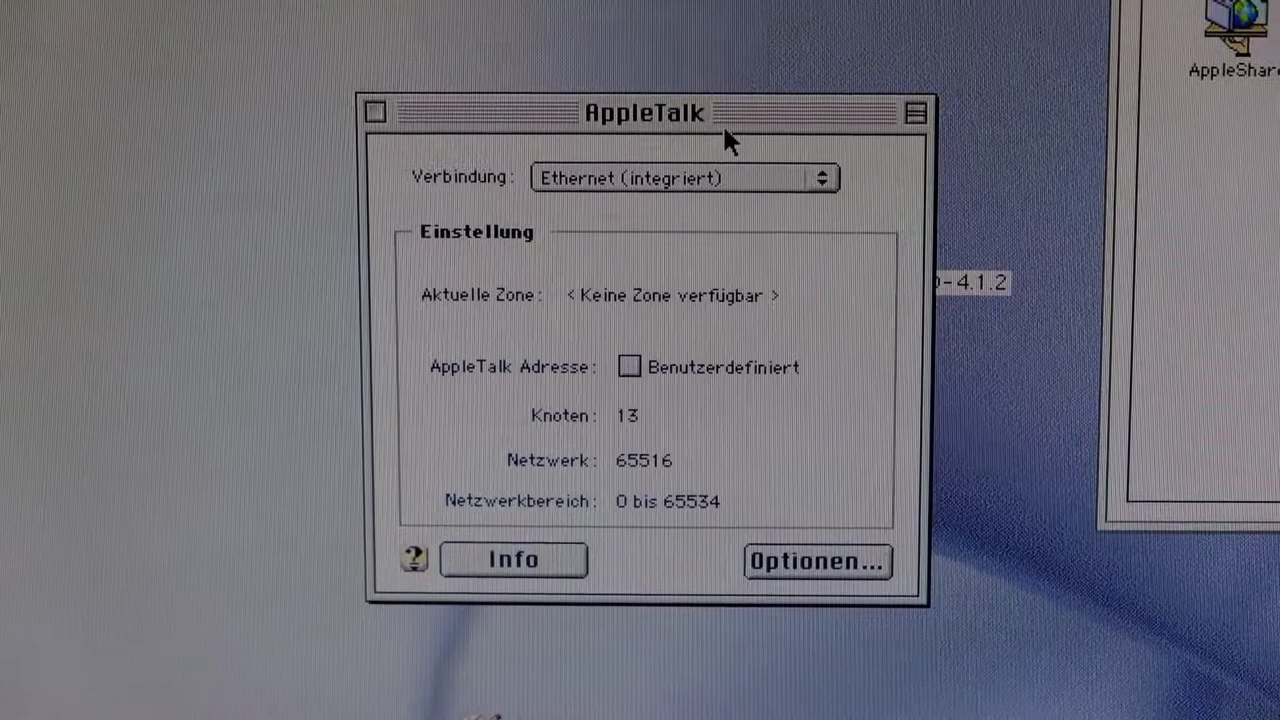 AppleShare
AppleTalk
Verbindung: Ethernet (integriert)
Einstellung
Aktuelle Zone: < Keine Zone verfügbar >
-4.1.2
AppleTalk Adresse: Benutzerdefiniert
Knoten: 13
Netzwerk: 65516
Netzwerkbereich: 0 bis 65534
? Info Optionen...